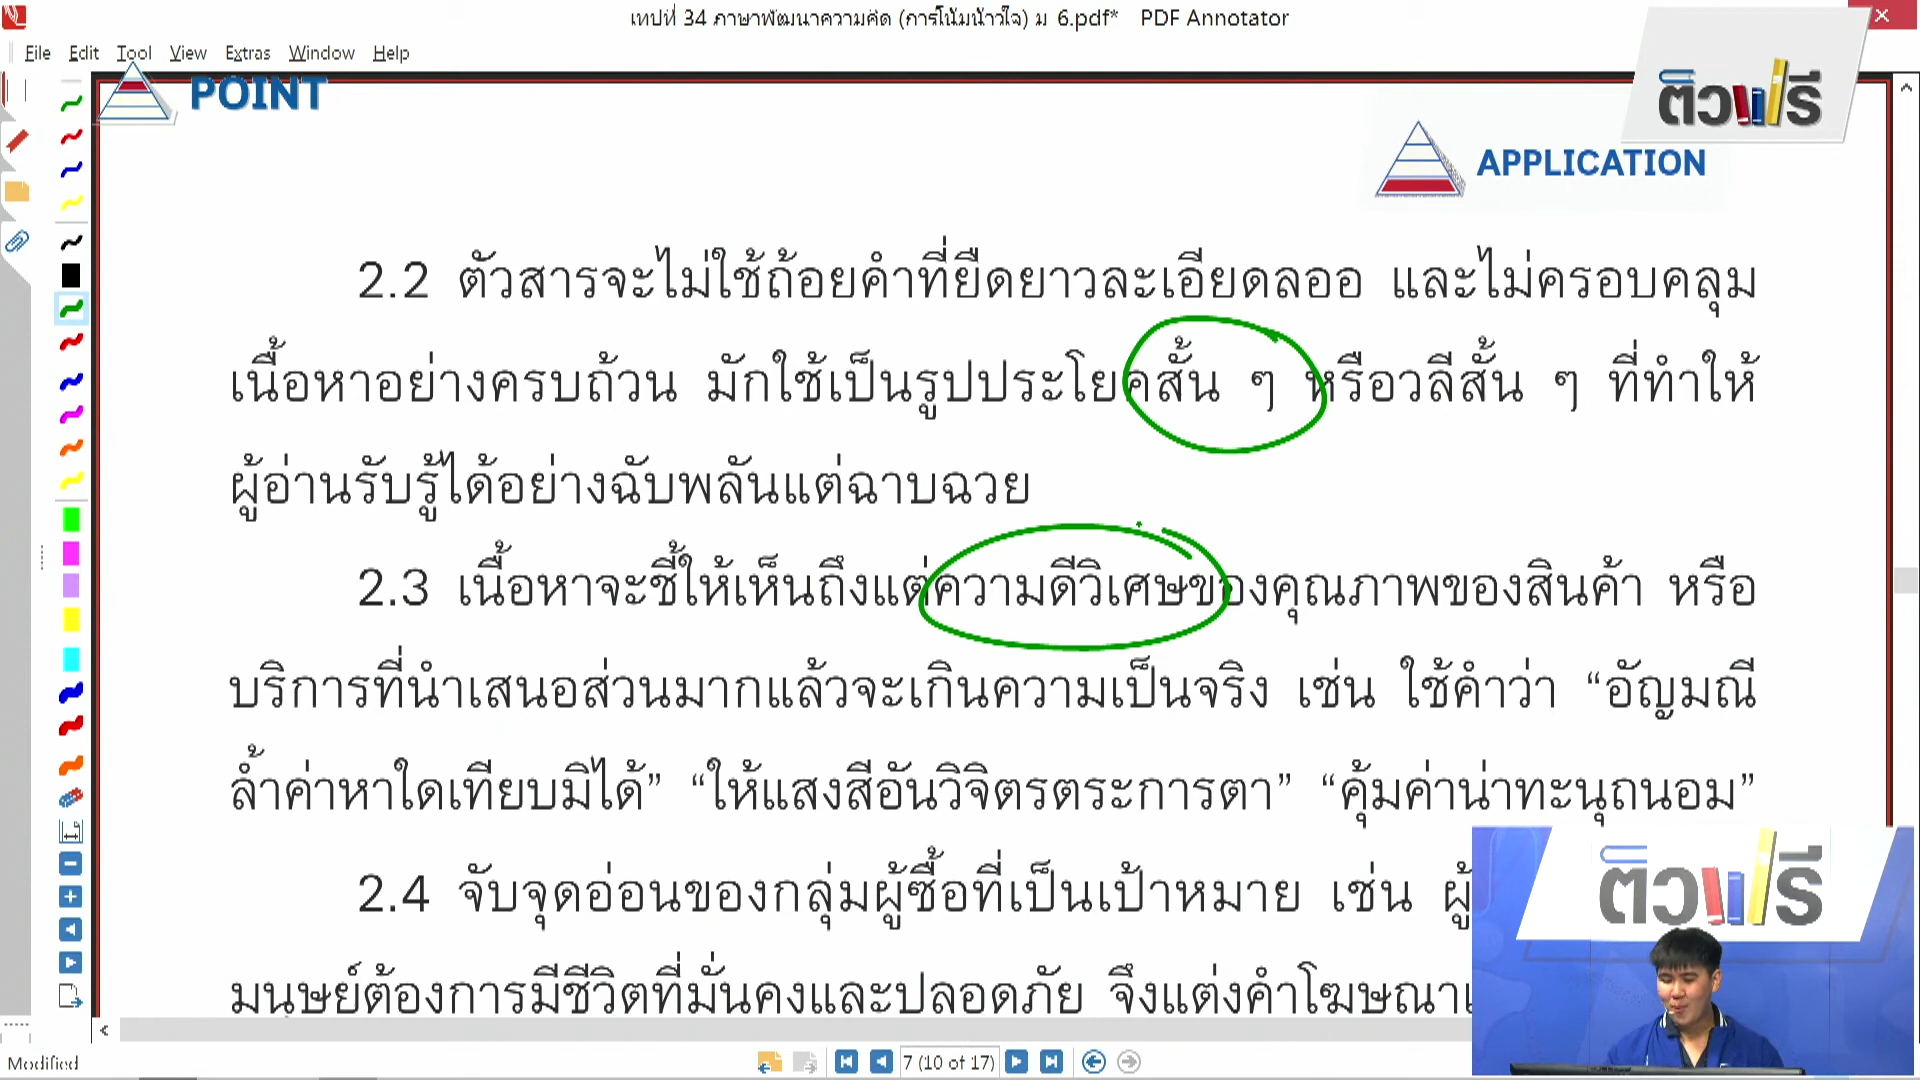 เทปที่ 34 ภาษาพัฒนาความคิด (การโน้มน้าวใจ) ม 6.pdf* PDF Annotator
File Edit Tool View Extras Window Help
POINT
ติวฟรี
APPLICATION
2.2 ตัวสารจะไม่ใช้ถ้อยคำที่ยืดยาวละเอียดลออ และไม่ครอบคลุม
เนื้อหาอย่างครบถ้วน มักใช้เป็นรูปประโยคสั้น ๆ หรือวลีสั้น ๆ ที่ทำให้
ผู้อ่านรับรู้ได้อย่างฉับพลันแต่ฉาบฉวย
2.3 เนื้อหาจะชี้ให้เห็นถึงแต่ความดีวิเศษของคุณภาพของสินค้า หรือ
บริการที่นำเสนอส่วนมากแล้วจะเกินความเป็นจริง เช่น ใช้คำว่า “อัญมณี
ล้ำค่าหาใดเทียบมิได้” “ให้แสงสีอันวิจิตรตระการตา” “คุ้มค่าน่าทะนุถนอม”
2.4 จับจุดอ่อนของกลุ่มผู้ซื้อที่เป็นเป้าหมาย เช่น ผู้
มนุษย์ต้องการมีชีวิตที่มั่นคงและปลอดภัย จึงแต่งคำโฆษณาเ
ติวฟรี
Modified
7 (10 of 17)